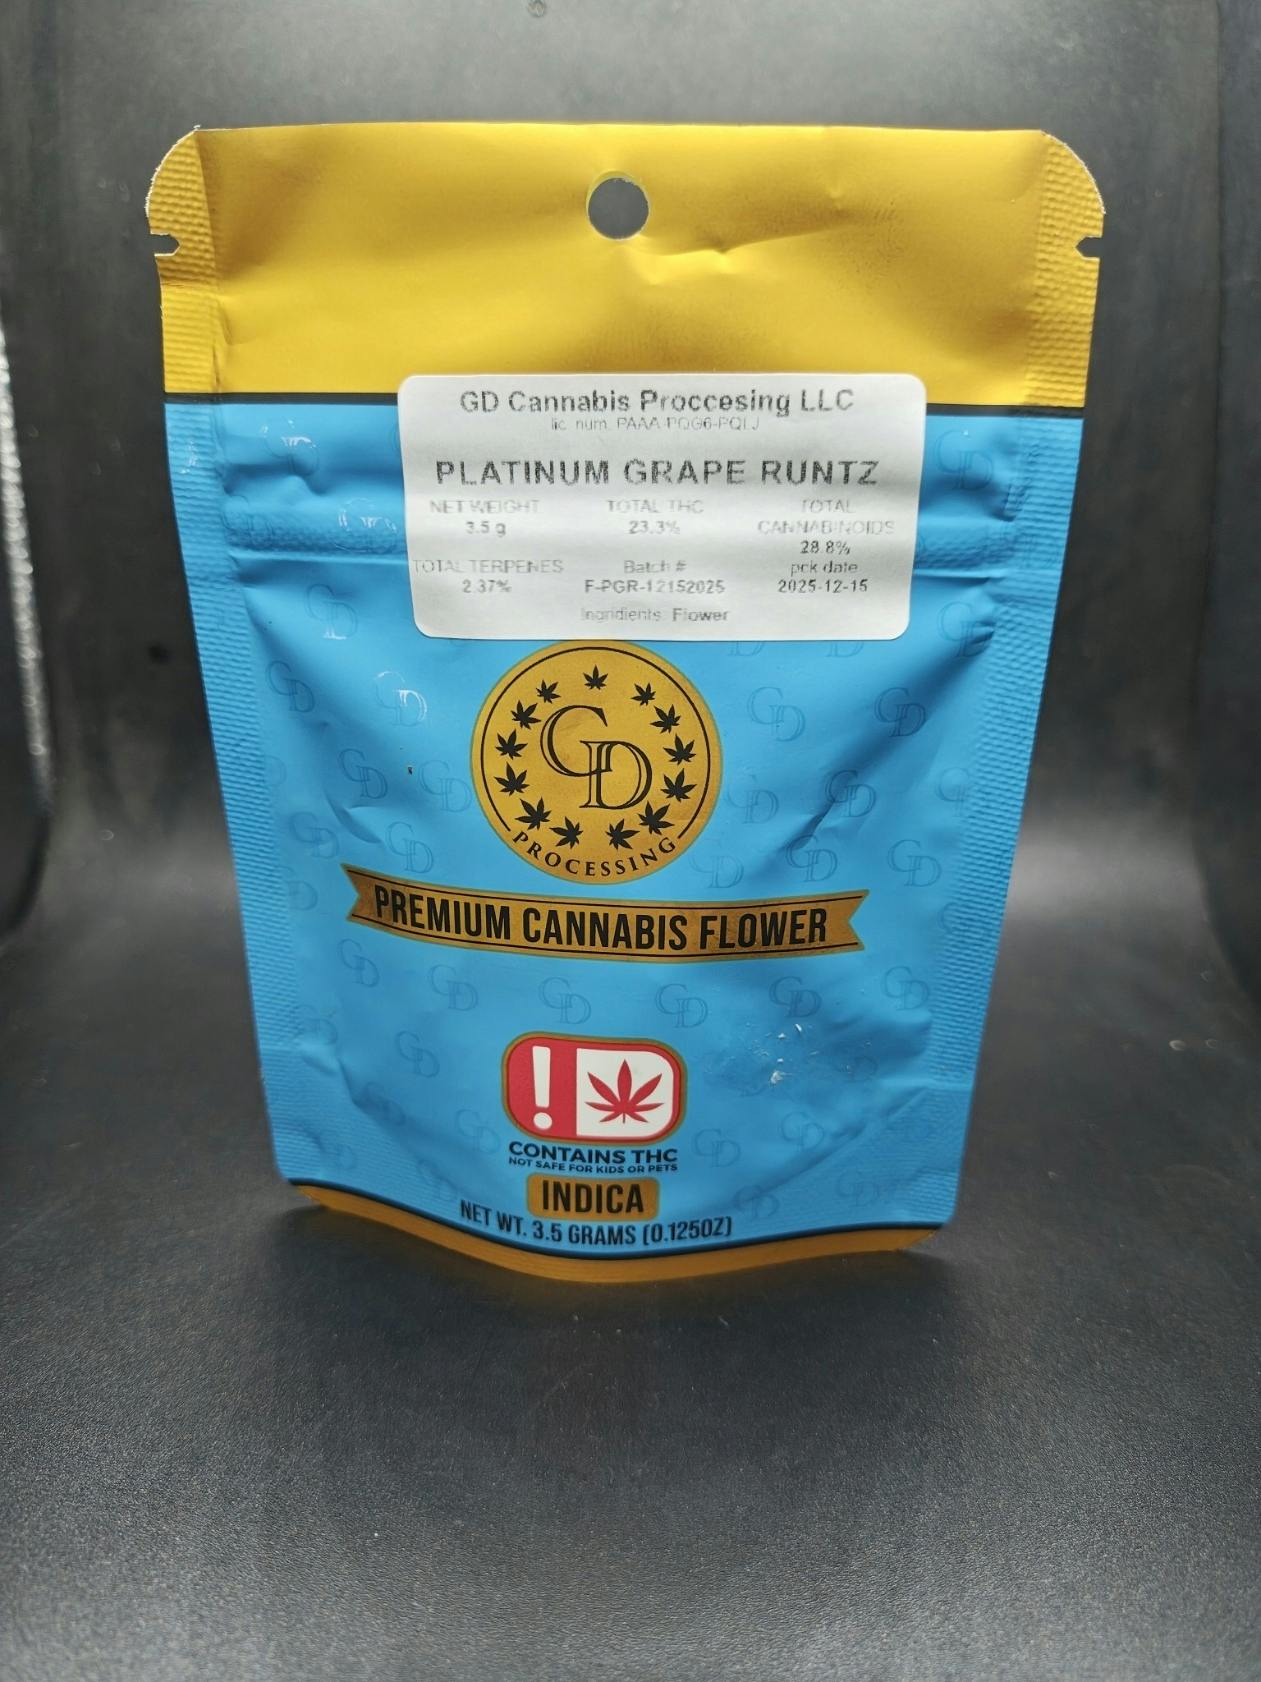 GD Cannabis Proccesing LLC
lic. num. PAAA-PQG6-PQLJ
PLATINUM GRAPE RUNTZ
NET WEIGHT TOTAL THC TOTAL
3.5 g 23.3% CANNABINOIDS
28.8%
TOTAL TERPENES Batch # pck date
2.37% F-PGR-12152025 2025-12-15
Ingridients: Flower
GD
PROCESSING
PREMIUM CANNABIS FLOWER
!
CONTAINS THC
NOT SAFE FOR KIDS OR PETS
INDICA
NET WT. 3.5 GRAMS (0.125OZ)